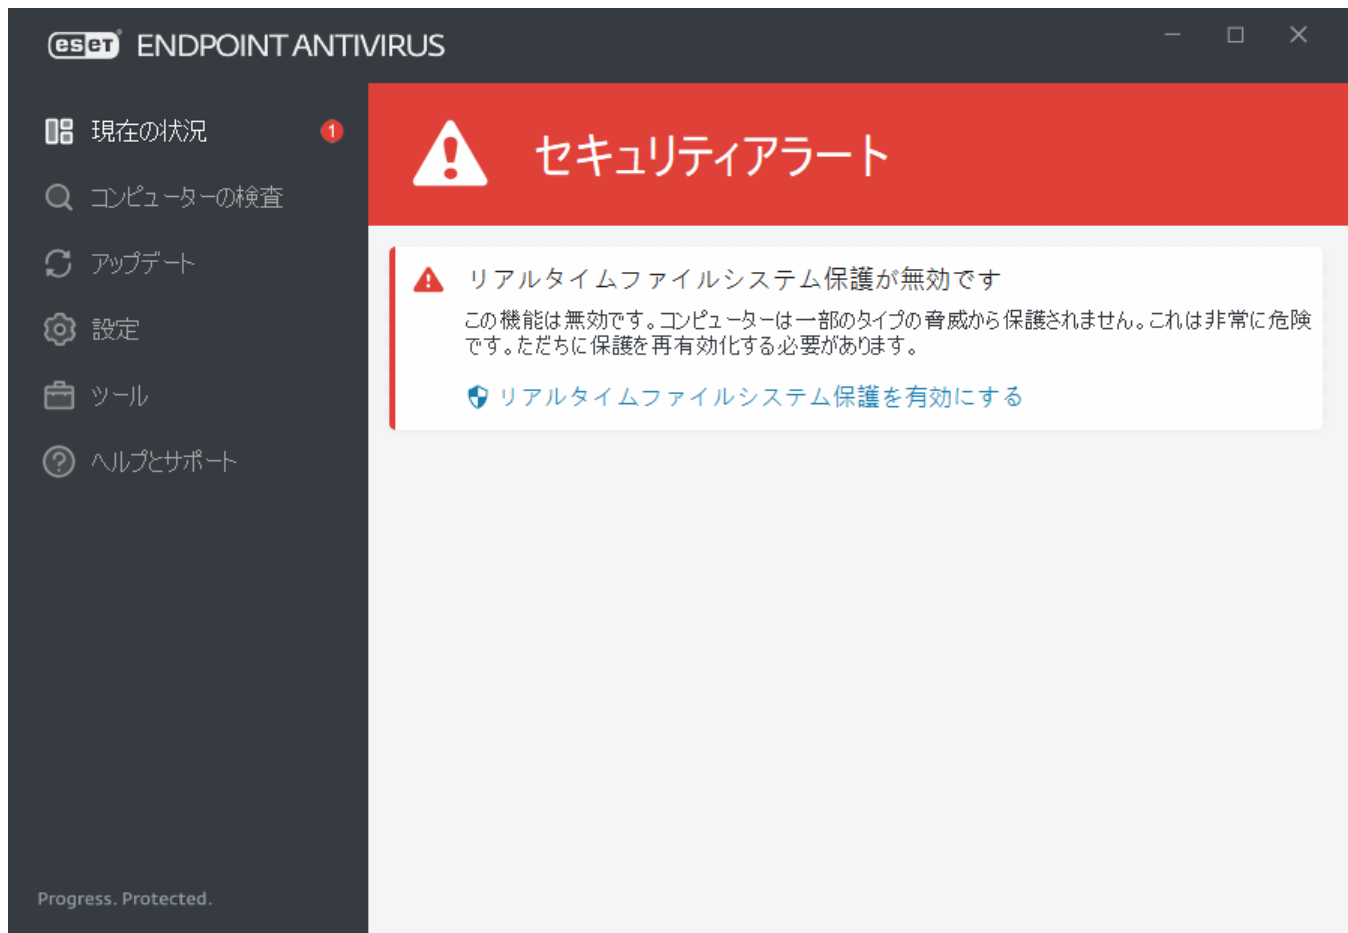 eset ENDPOINT ANTIVIRUS
現在の状況 1
コンピューターの検査
アップデート
設定
ツール
ヘルプとサポート
Progress. Protected.
セキュリティアラート
リアルタイムファイルシステム保護が無効です
この機能は無効です。コンピューターは一部のタイプの脅威から保護されません。これは非常に危険
です。ただちに保護を再有効化する必要があります。
リアルタイムファイルシステム保護を有効にする